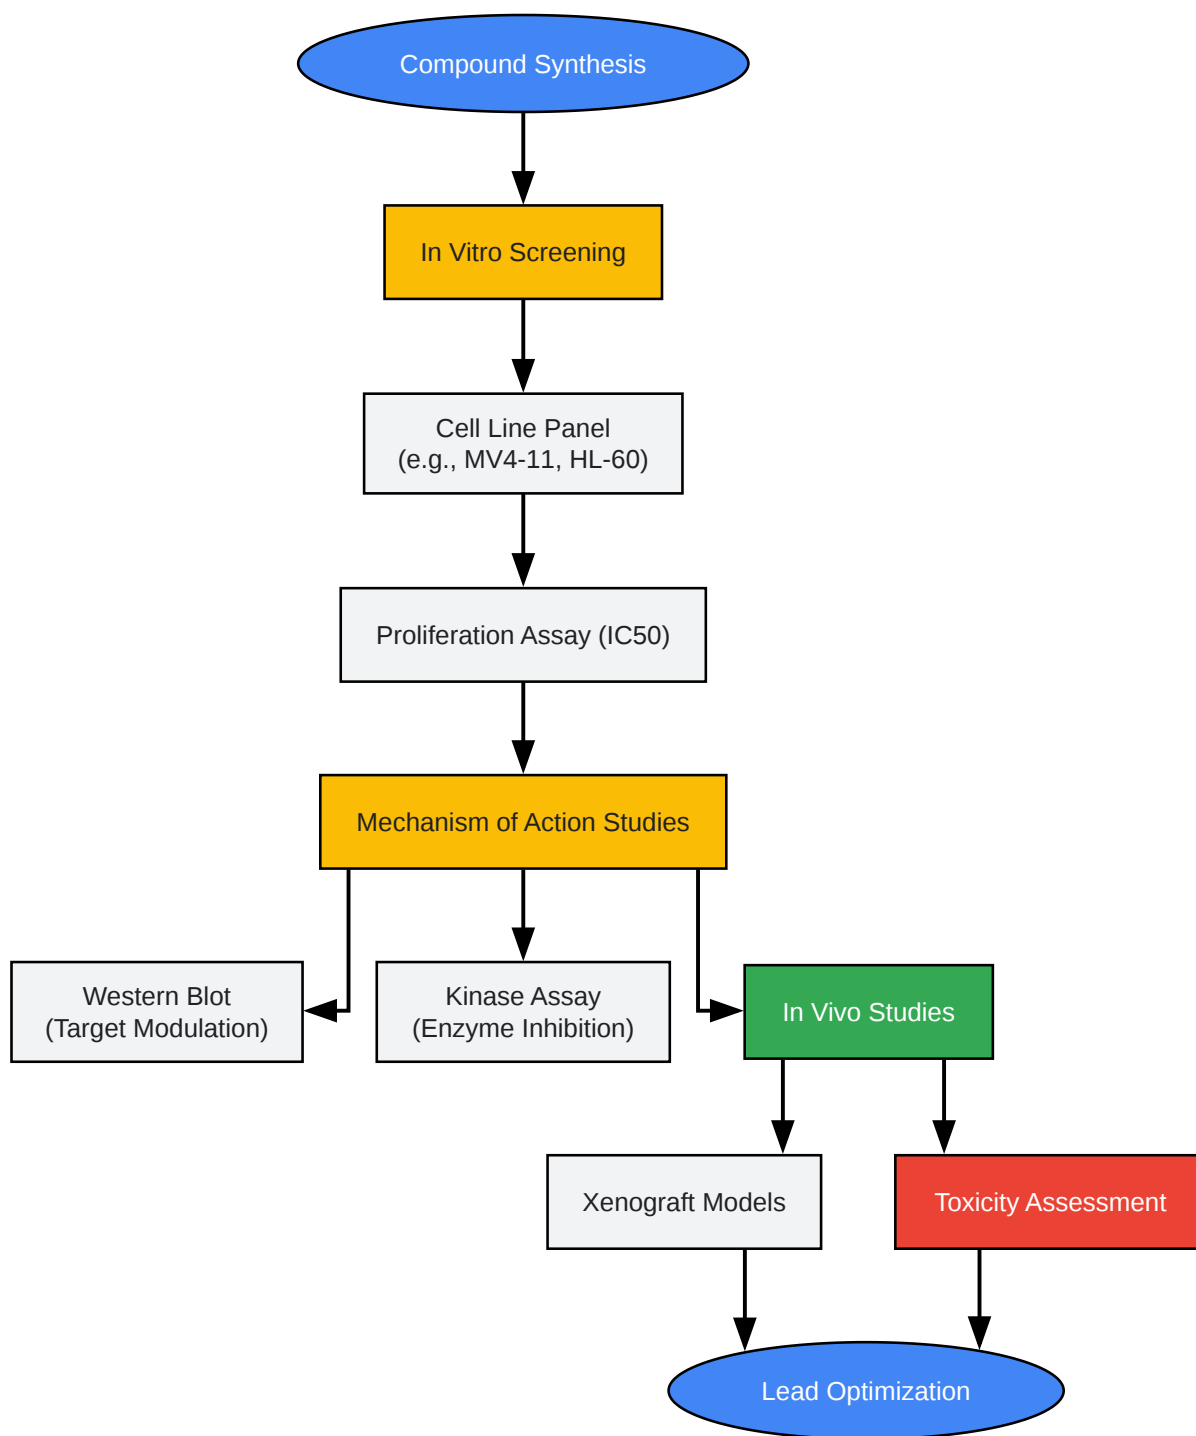 Compound Synthesis
In Vitro Screening
Cell Line Panel
(e.g., MV4-11, HL-60)
Proliferation Assay (IC50)
Mechanism of Action Studies
Western Blot
(Target Modulation)
Kinase Assay
(Enzyme Inhibition)
In Vivo Studies
Xenograft Models
Toxicity Assessment
Lead Optimization